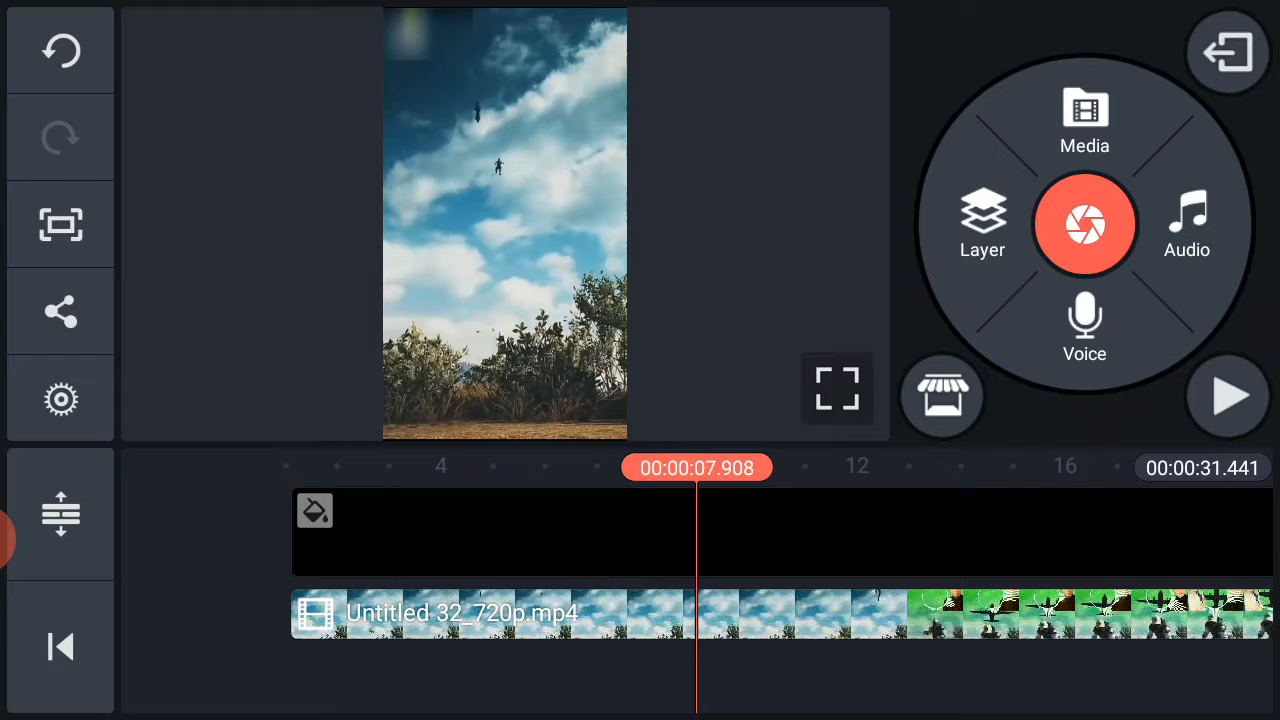 Media
Layer
Audio
Voice
4
00:00:07.908
12
16
00:00:31.441
Untitled 32_720p.mp4